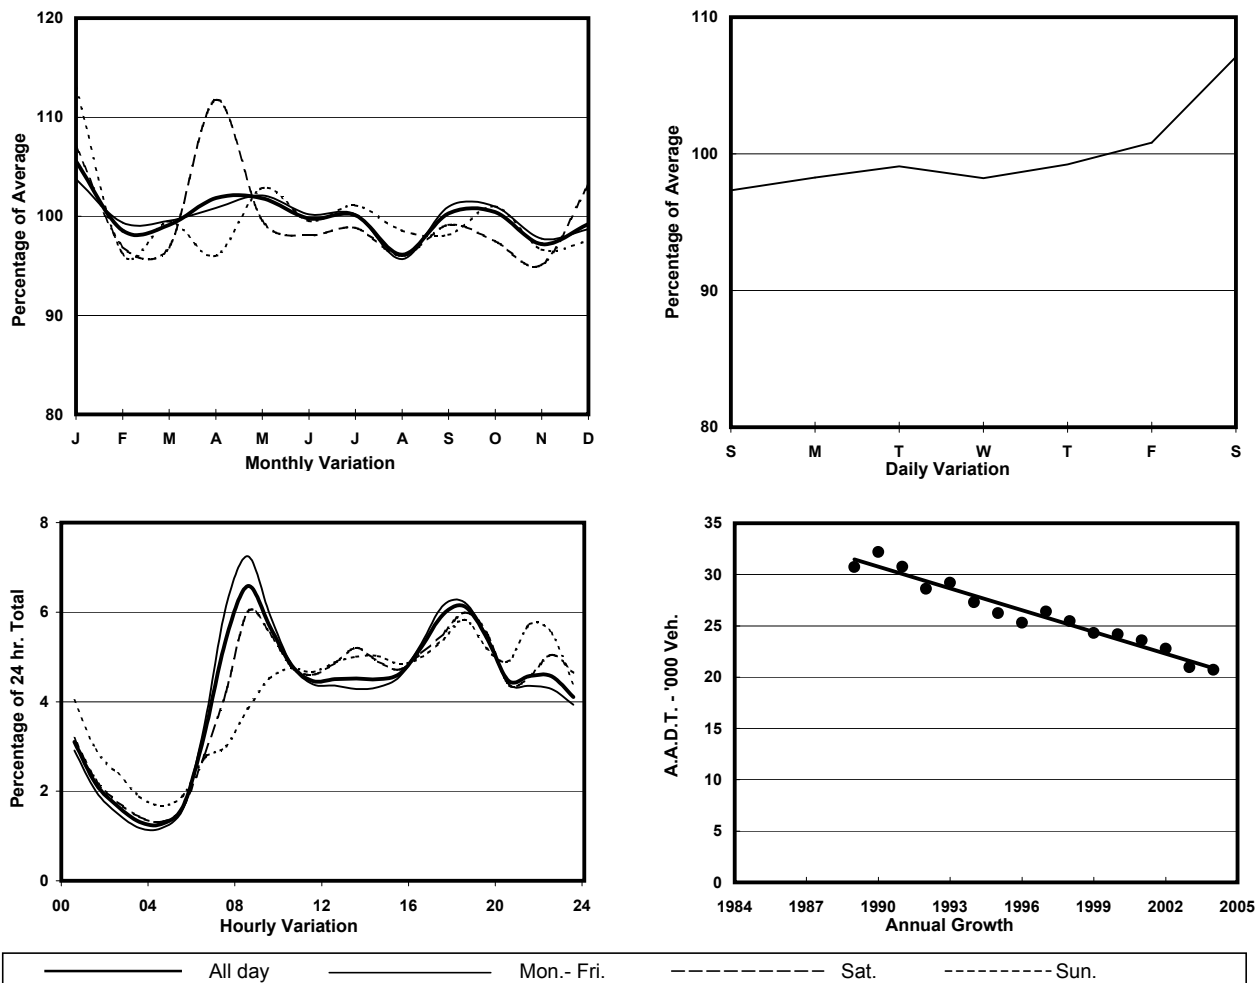 120
110
100
90
80
Percentage of Average
J F M A M J J A S O N D
Monthly Variation
110
100
90
80
Percentage of Average
S M T W T F S
Daily Variation
8
6
4
2
0
Percentage of 24 hr. Total
00 04 08 12 16 20 24
Hourly Variation
35
30
25
20
15
10
5
0
A.A.D.T. - '000 Veh.
1984 1987 1990 1993 1996 1999 2002 2005
Annual Growth
All day Mon.- Fri. Sat. Sun.